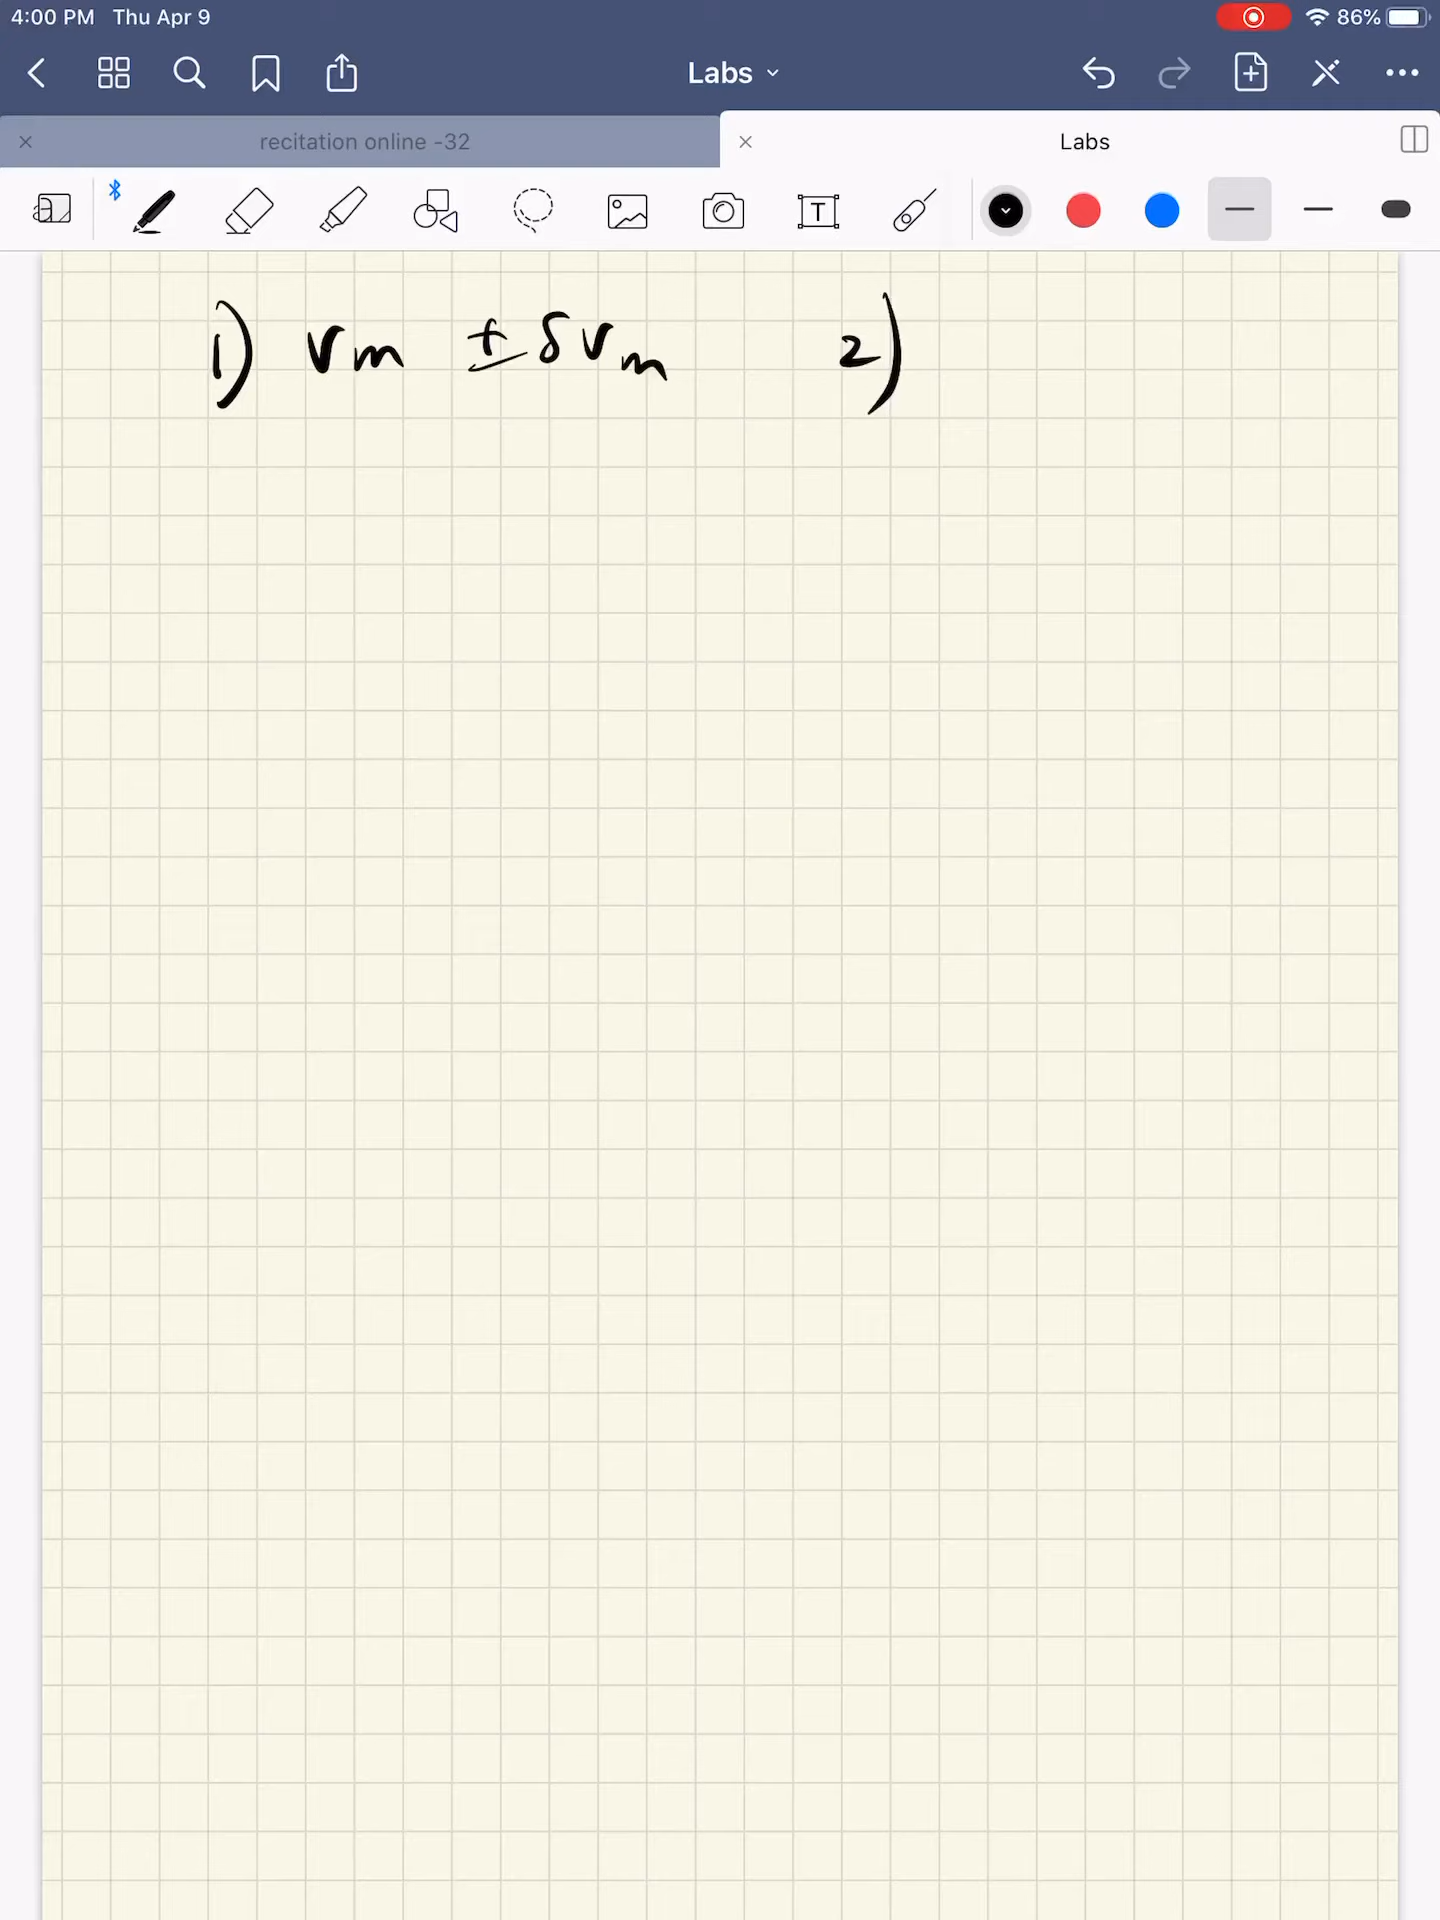 4:00 PM Thu Apr 9 86%
Labs
recitation online -32 Labs
T
1) vm ± δvm 2)